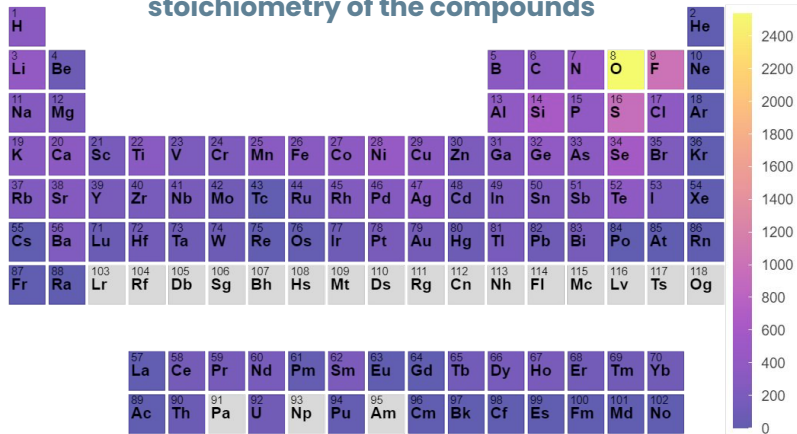 stoichiometry of the compounds
1 2
H He
3 4 5 6 7 8 9 10
Li Be B C N O F Ne
11 12 13 14 15 16 17 18
Na Mg Al Si P S Cl Ar
19 20 21 22 23 24 25 26 27 28 29 30 31 32 33 34 35 36
K Ca Sc Ti V Cr Mn Fe Co Ni Cu Zn Ga Ge As Se Br Kr
37 38 39 40 41 42 43 44 45 46 47 48 49 50 51 52 53 54
Rb Sr Y Zr Nb Mo Tc Ru Rh Pd Ag Cd In Sn Sb Te I Xe
55 56 71 72 73 74 75 76 77 78 79 80 81 82 83 84 85 86
Cs Ba Lu Hf Ta W Re Os Ir Pt Au Hg Tl Pb Bi Po At Rn
87 88 103 104 105 106 107 108 109 110 111 112 113 114 115 116 117 118
Fr Ra Lr Rf Db Sg Bh Hs Mt Ds Rg Cn Nh Fl Mc Lv Ts Og
57 58 59 60 61 62 63 64 65 66 67 68 69 70
La Ce Pr Nd Pm Sm Eu Gd Tb Dy Ho Er Tm Yb
89 90 91 92 93 94 95 96 97 98 99 100 101 102
Ac Th Pa U Np Pu Am Cm Bk Cf Es Fm Md No
2400
2200
2000
1800
1600
1400
1200
1000
800
600
400
200
0